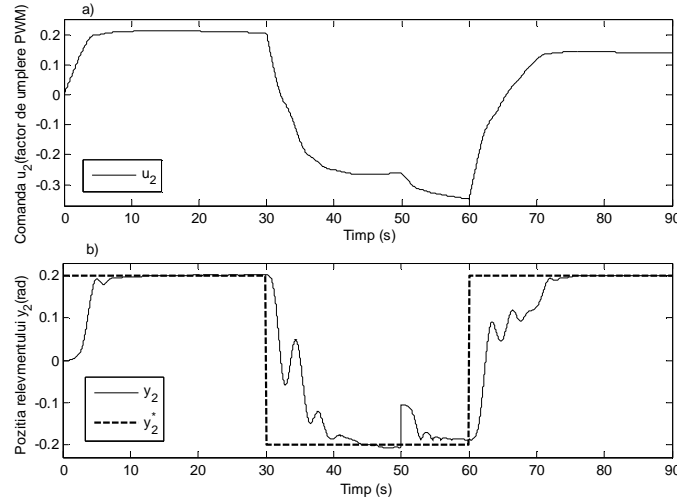 a)
Comanda u2(factor de umplere PWM)
0.2
0.1
0
-0.1
-0.2
-0.3
u2
0 10 20 30 40 50 60 70 80 90
Timp (s)
b)
Pozitia relevmentului y2(rad)
0.2
0.1
0
-0.1
-0.2
y2
y2*
0 10 20 30 40 50 60 70 80 90
Timp (s)